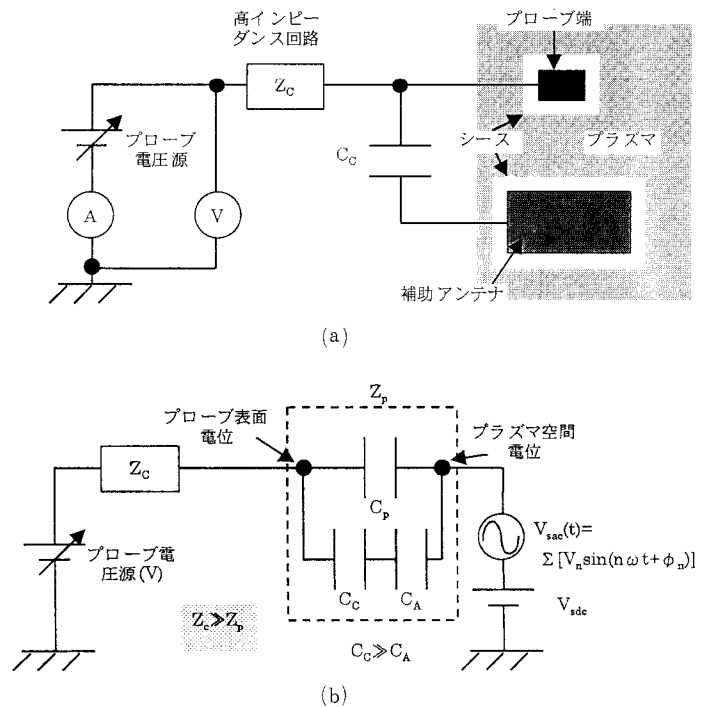 高インピー
ダンス回路
プローブ端
Z_C
プローブ
電圧源
C_C
シース
プラズマ
A
V
補助アンテナ
(a)
Z_p
プローブ表面
電位
プラズマ空間
電位
Z_C
C_p
プローブ電
圧源(V)
C_C
C_A
V_sac(t)=
Σ[V_n sin(nωt+φ_n)]
V_sdc
Z_c≫Z_p
C_C≫C_A
(b)